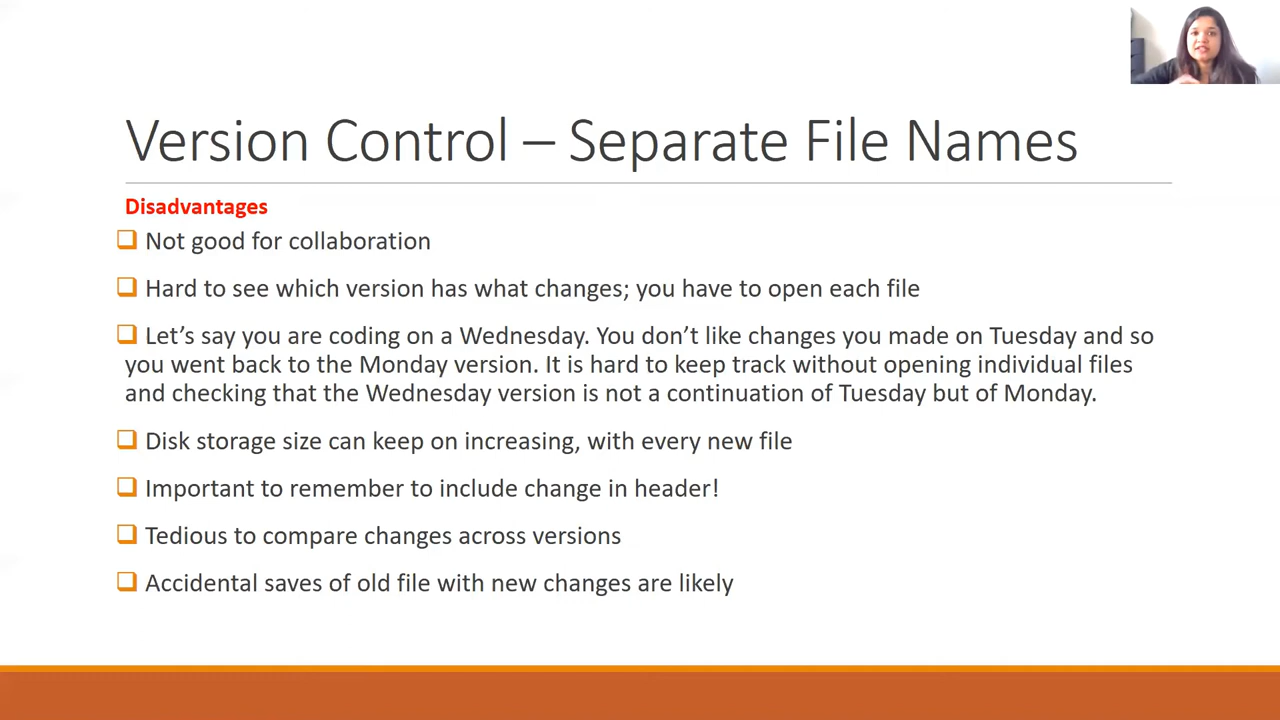 Version Control – Separate File Names
Disadvantages
Not good for collaboration
Hard to see which version has what changes; you have to open each file
Let’s say you are coding on a Wednesday. You don’t like changes you made on Tuesday and so
you went back to the Monday version. It is hard to keep track without opening individual files
and checking that the Wednesday version is not a continuation of Tuesday but of Monday.
Disk storage size can keep on increasing, with every new file
Important to remember to include change in header!
Tedious to compare changes across versions
Accidental saves of old file with new changes are likely